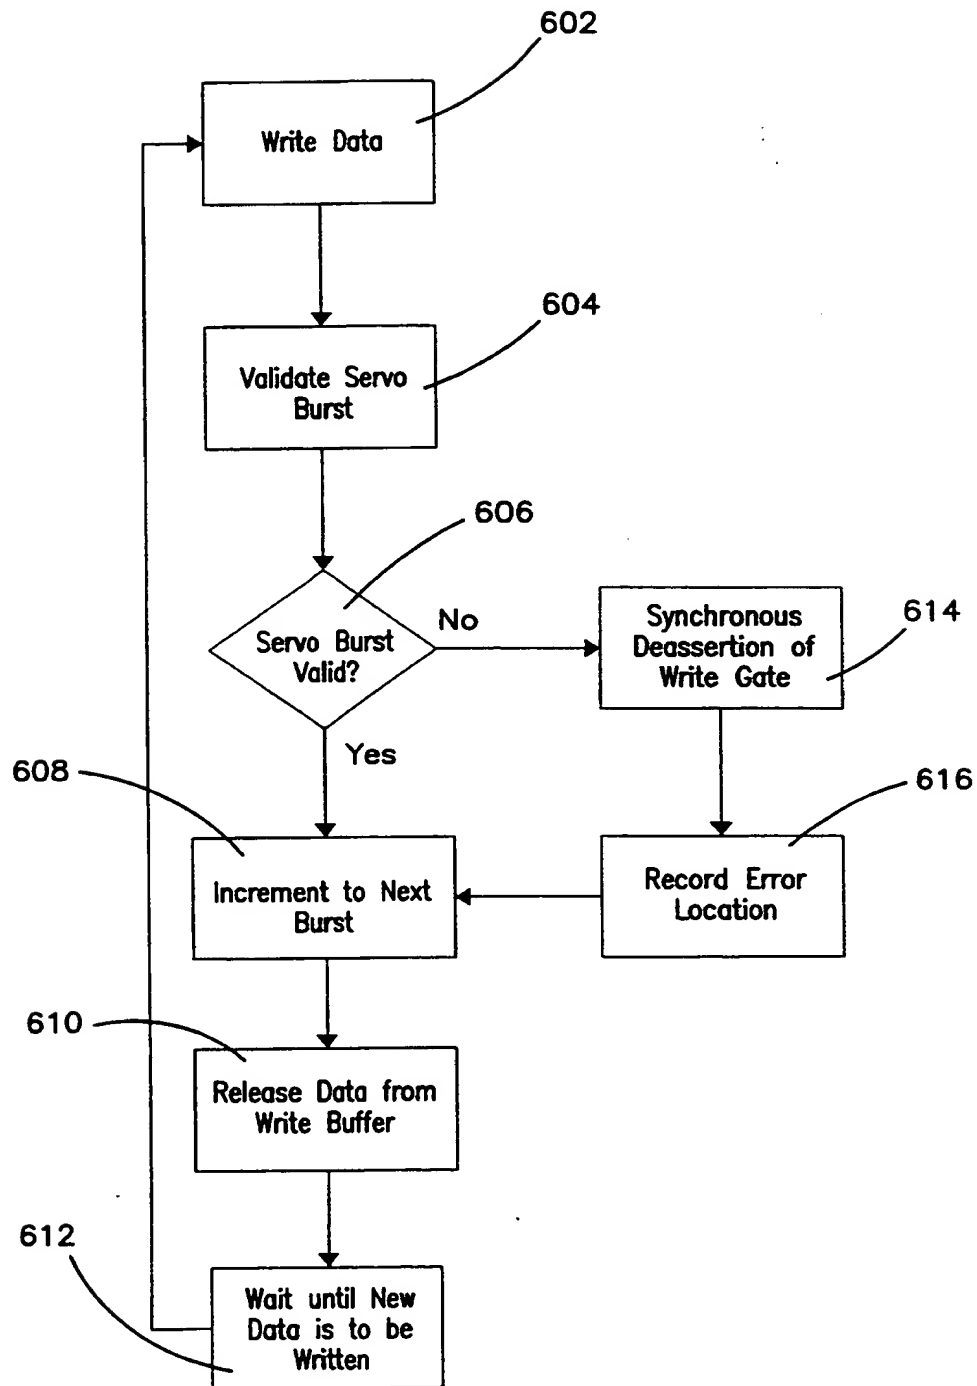 602
Write Data
604
Validate Servo
Burst
606
Servo Burst
Valid?
No
Yes
Synchronous
Deassertion of
Write Gate
614
608
616
Increment to Next
Burst
Record Error
Location
610
Release Data from
Write Buffer
612
Wait until New
Data is to be
Written